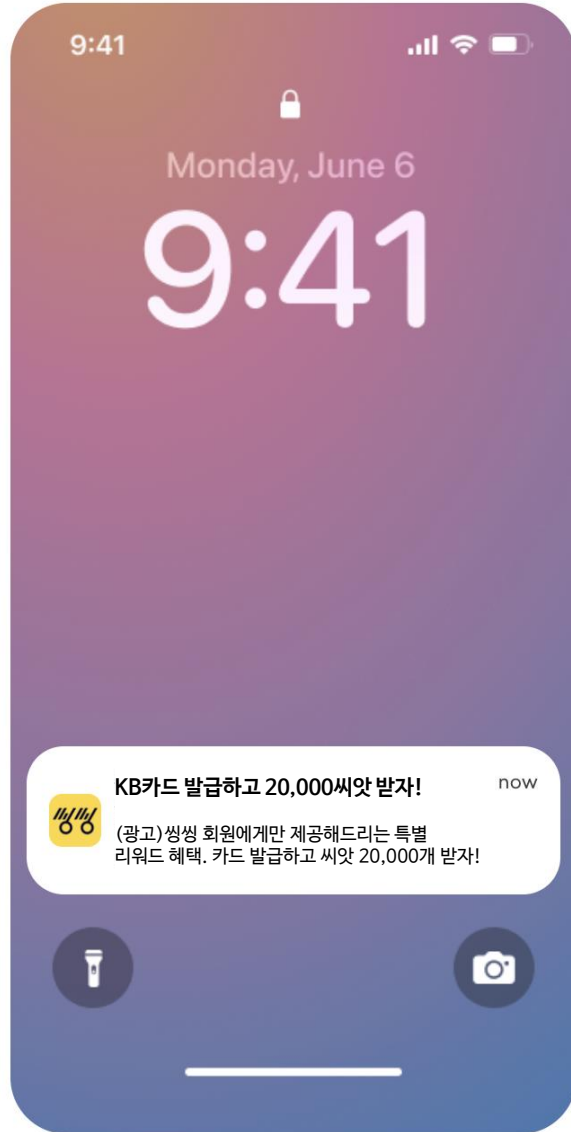 9:41
Monday, June 6
9:41
KB카드 발급하고 20,000씨앗 받자!
now
씽씽
(광고)씽씽 회원에게만 제공해드리는 특별
리워드 혜택. 카드 발급하고 씨앗 20,000개 받자!